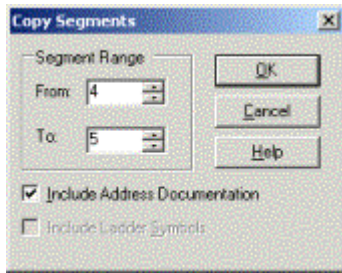 Copy Segments
Segment Range
From: 4
To: 5
OK
Cancel
Help
Include Address Documentation
Include Ladder Symbols